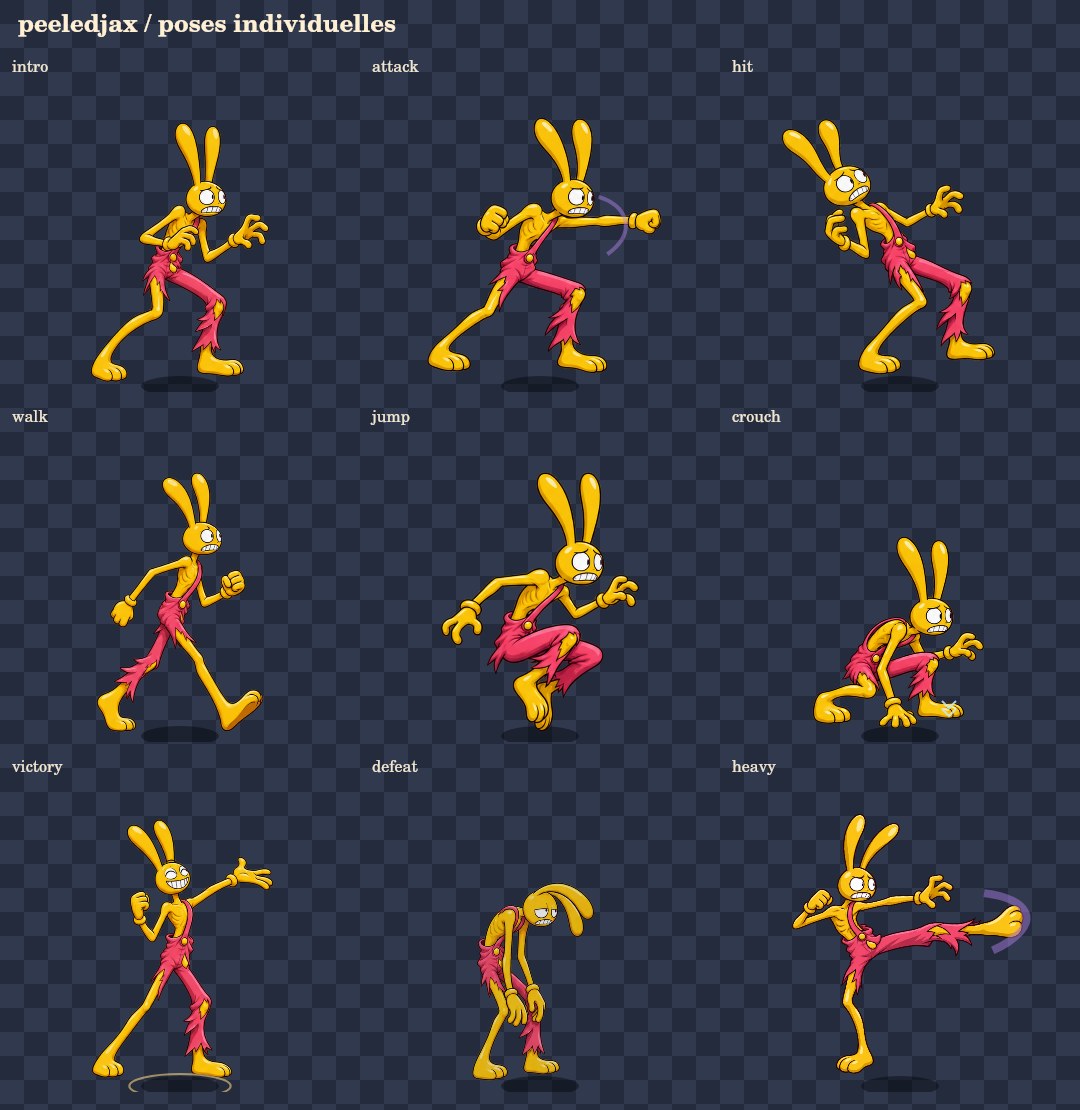 peeledjax / poses individuelles
intro
attack
hit
walk
jump
crouch
victory
defeat
heavy